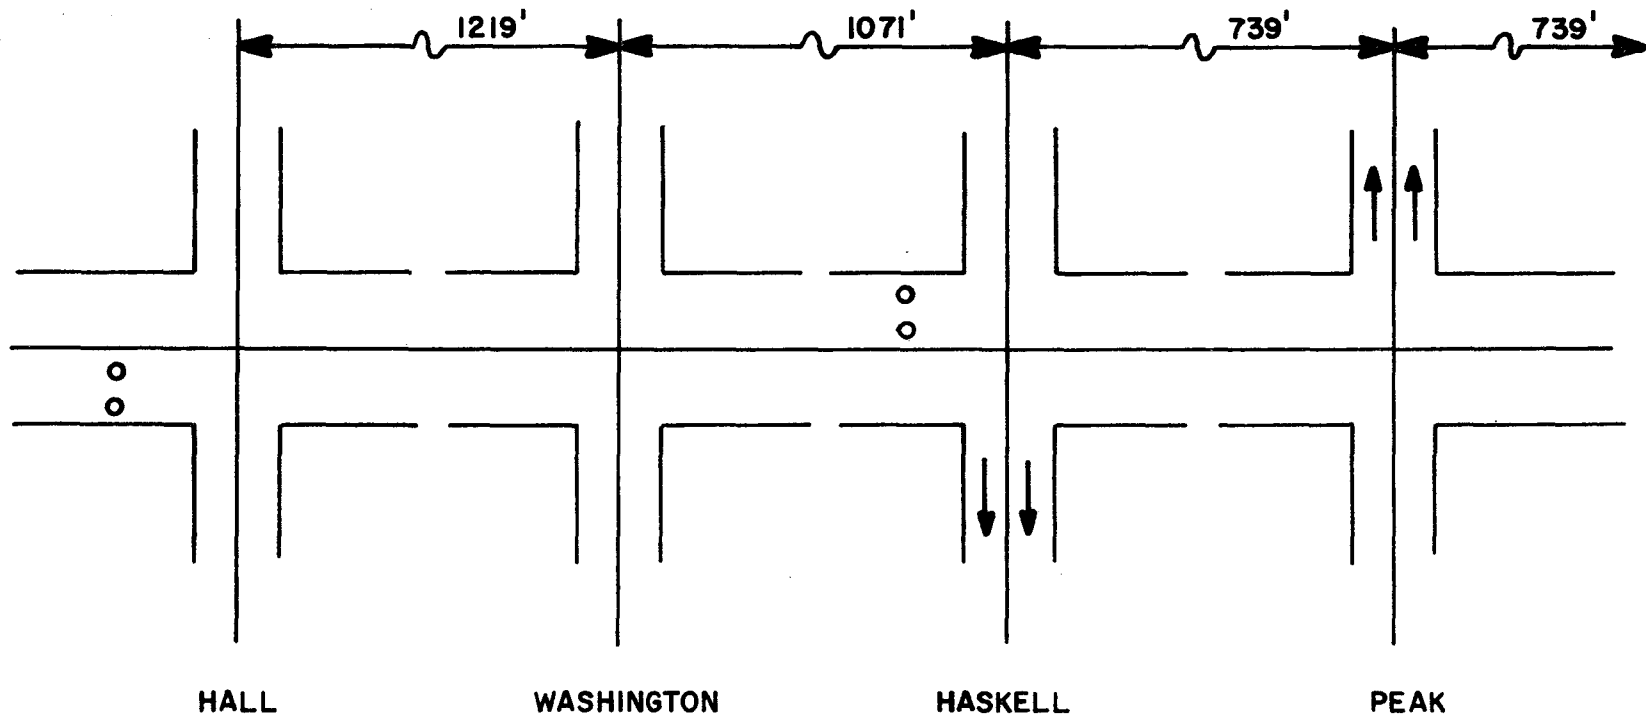 1219' 1071' 739' 739'
HALL WASHINGTON HASKELL PEAK